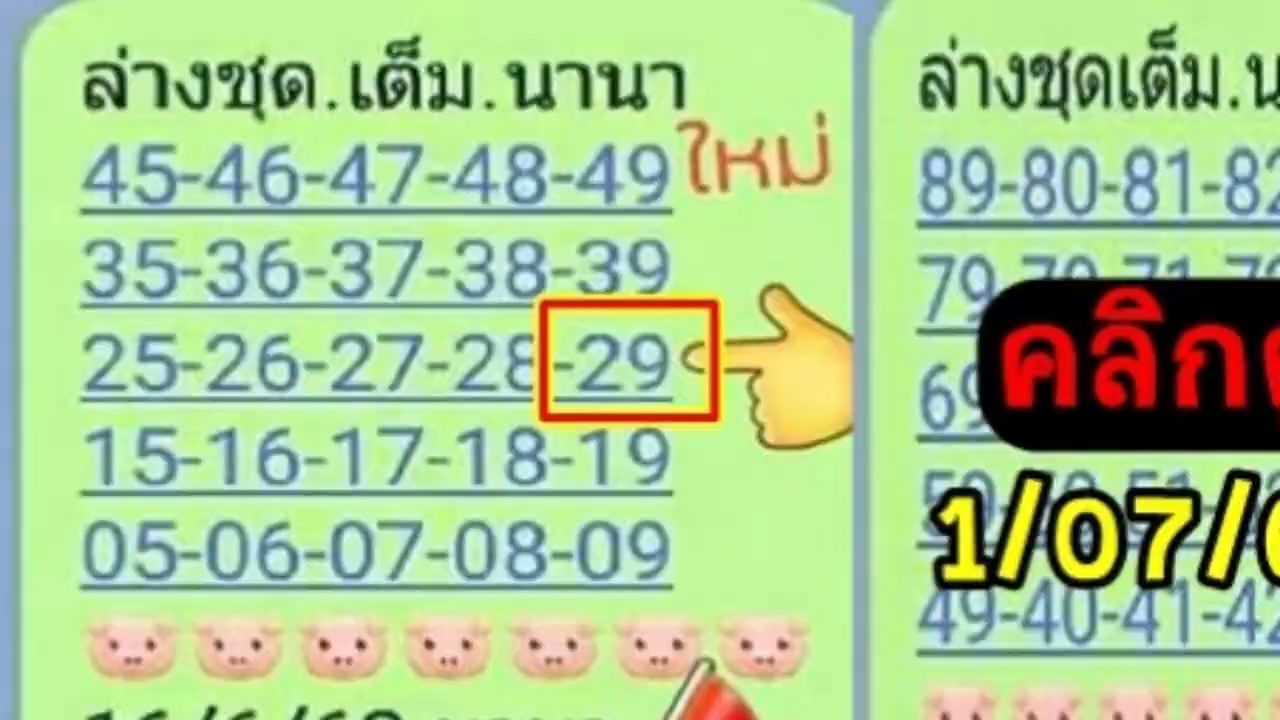 ล่างชุด.เต็ม.นานา
45-46-47-48-49
ใหม่
35-36-37-38-39
25-26-27-28-29
15-16-17-18-19
05-06-07-08-09
ล่างชุดเต็ม.น
89-80-81-82
79
69
คลิก
1/07/
49-40-41-42